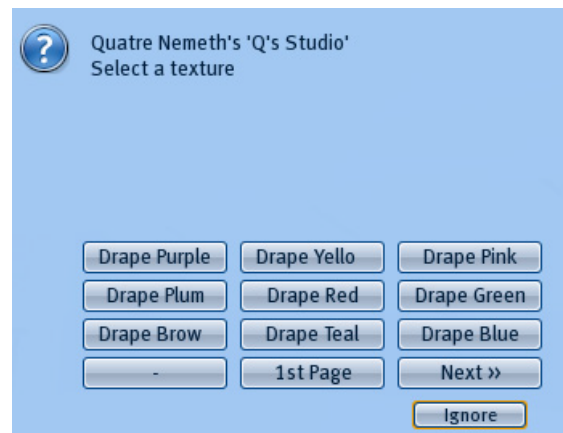 Quatre Nemeth's 'Q's Studio'
Select a texture
Drape Purple Drape Yello Drape Pink
Drape Plum Drape Red Drape Green
Drape Brow Drape Teal Drape Blue
- 1st Page Next »
Ignore